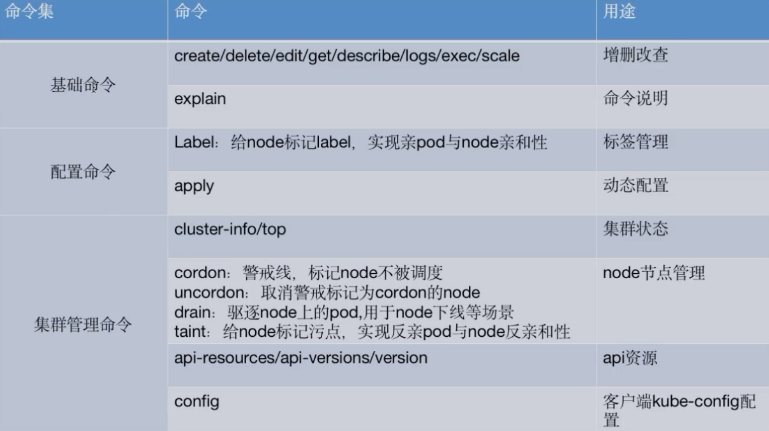 命令集 命令 用途
基础命令 create/delete/edit/get/describe/logs/exec/scale 增删改查
explain 命令说明
配置命令 Label：给node标记label，实现亲pod与node亲和性 标签管理
apply 动态配置
集群管理命令 cluster-info/top 集群状态
cordon：警戒线，标记node不被调度 node节点管理
uncordon：取消警戒标记为cordon的node
drain：驱逐node上的pod,用于node下线等场景
taint：给node标记污点，实现反亲pod与node反亲和性
api-resources/api-versions/version api资源
config 客户端kube-config配
置